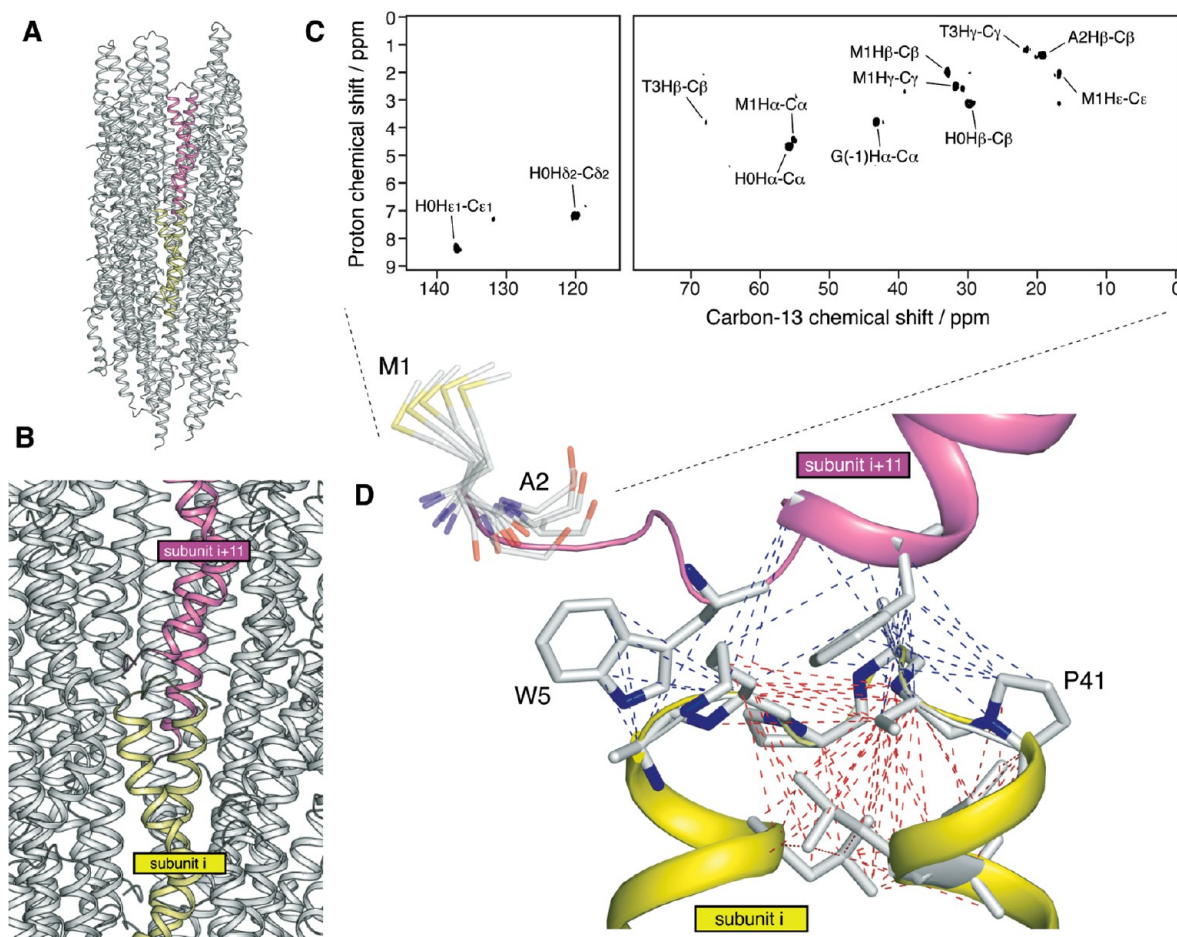 A
B
subunit i+11
subunit i
C
Proton chemical shift / ppm
0
1
2
3
4
5
6
7
8
9
H0Hε1-Cε1
H0Hδ2-Cδ2
T3Hβ-Cβ
M1Hβ-Cβ
M1Hγ-Cγ
M1Hα-Cα
H0Hα-Cα
T3Hγ-Cγ
A2Hβ-Cβ
M1Hε-Cε
H0Hβ-Cβ
G(-1)Hα-Cα
140 130 120 70 60 50 40 30 20 10 0
Carbon-13 chemical shift / ppm
M1
A2
D
subunit i+11
W5
P41
subunit i